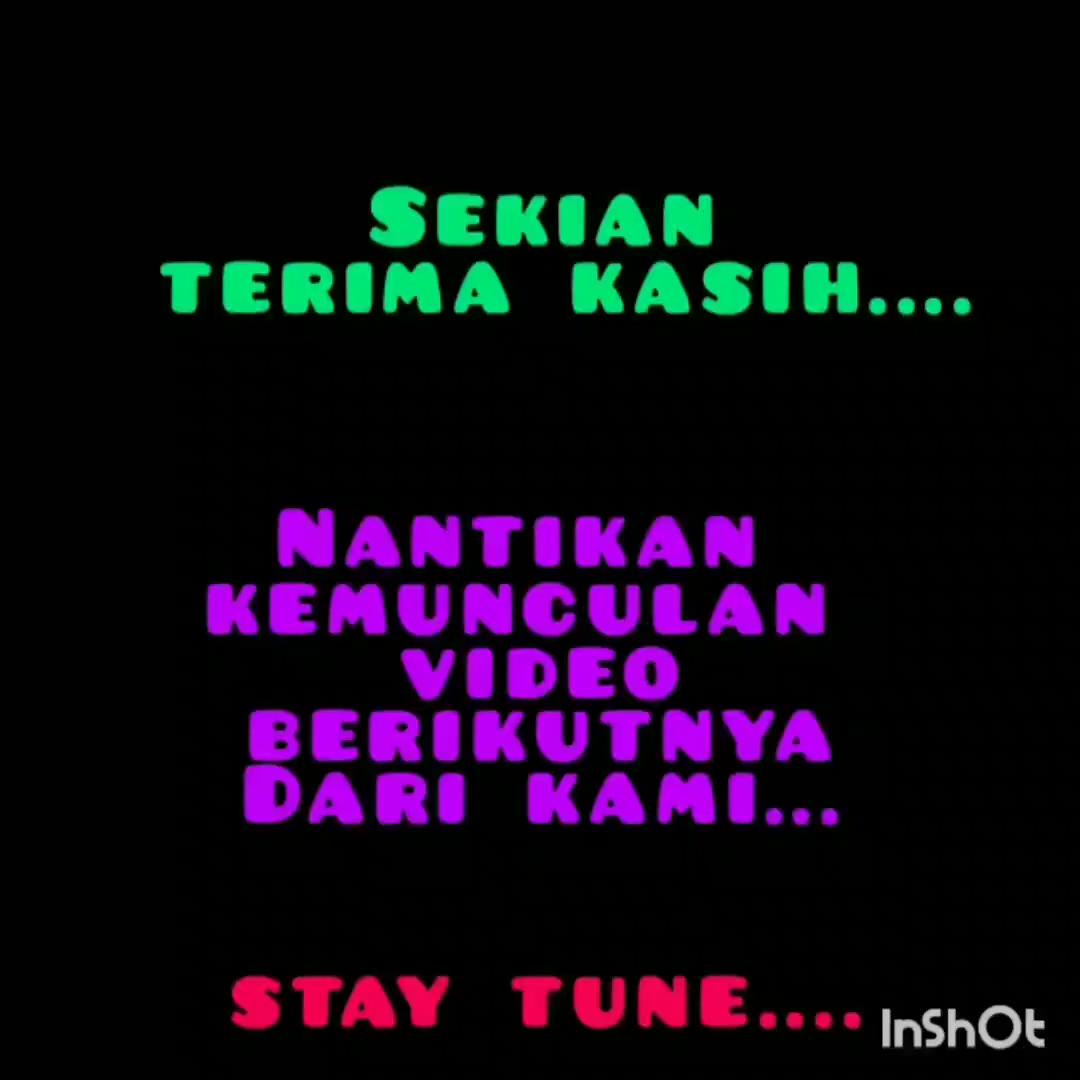 Sekian
terima kasih....
Nantikan
kemunculan
video
berikutnya
Dari kami...
stay tune....
InShOt